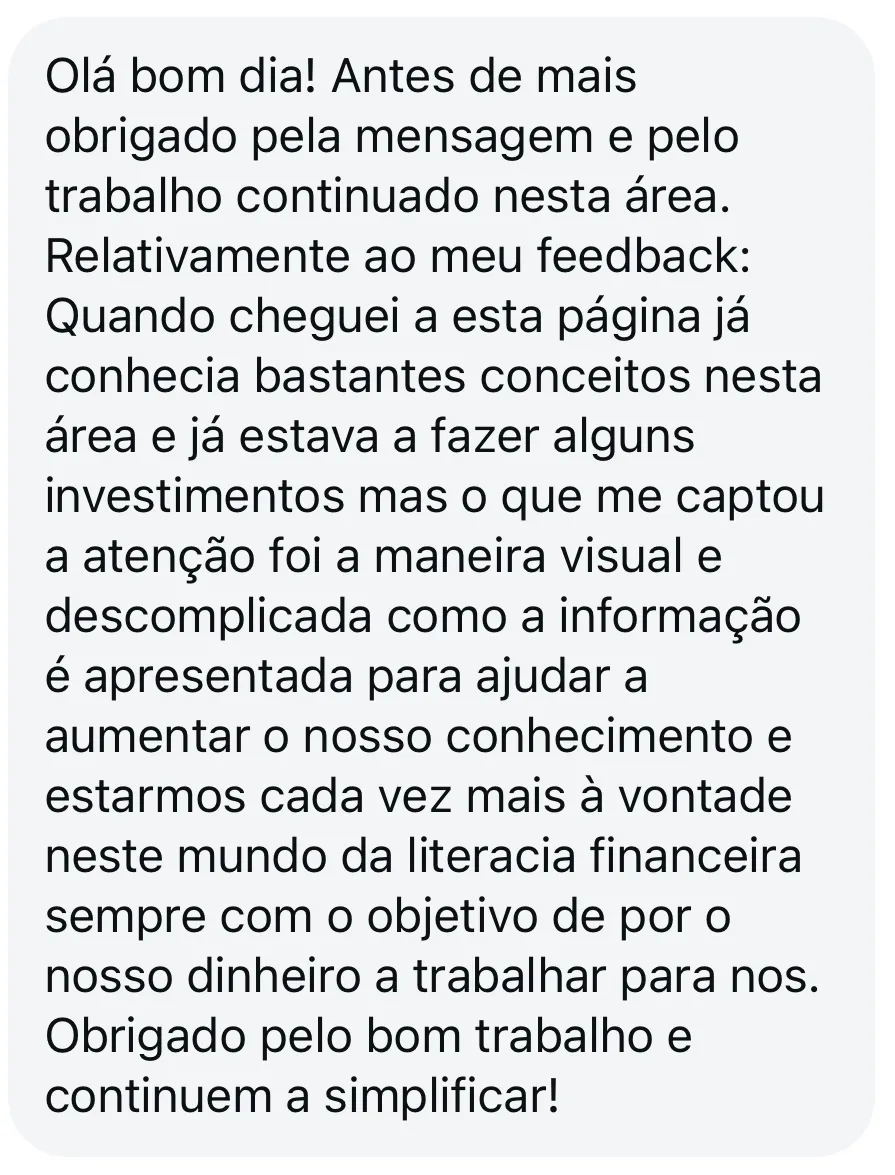 Olá bom dia! Antes de mais
obrigado pela mensagem e pelo
trabalho continuado nesta área.
Relativamente ao meu feedback:
Quando cheguei a esta página já
conhecia bastantes conceitos nesta
área e já estava a fazer alguns
investimentos mas o que me captou
a atenção foi a maneira visual e
descomplicada como a informação
é apresentada para ajudar a
aumentar o nosso conhecimento e
estarmos cada vez mais à vontade
neste mundo da literacia financeira
sempre com o objetivo de por o
nosso dinheiro a trabalhar para nos.
Obrigado pelo bom trabalho e
continuem a simplificar!